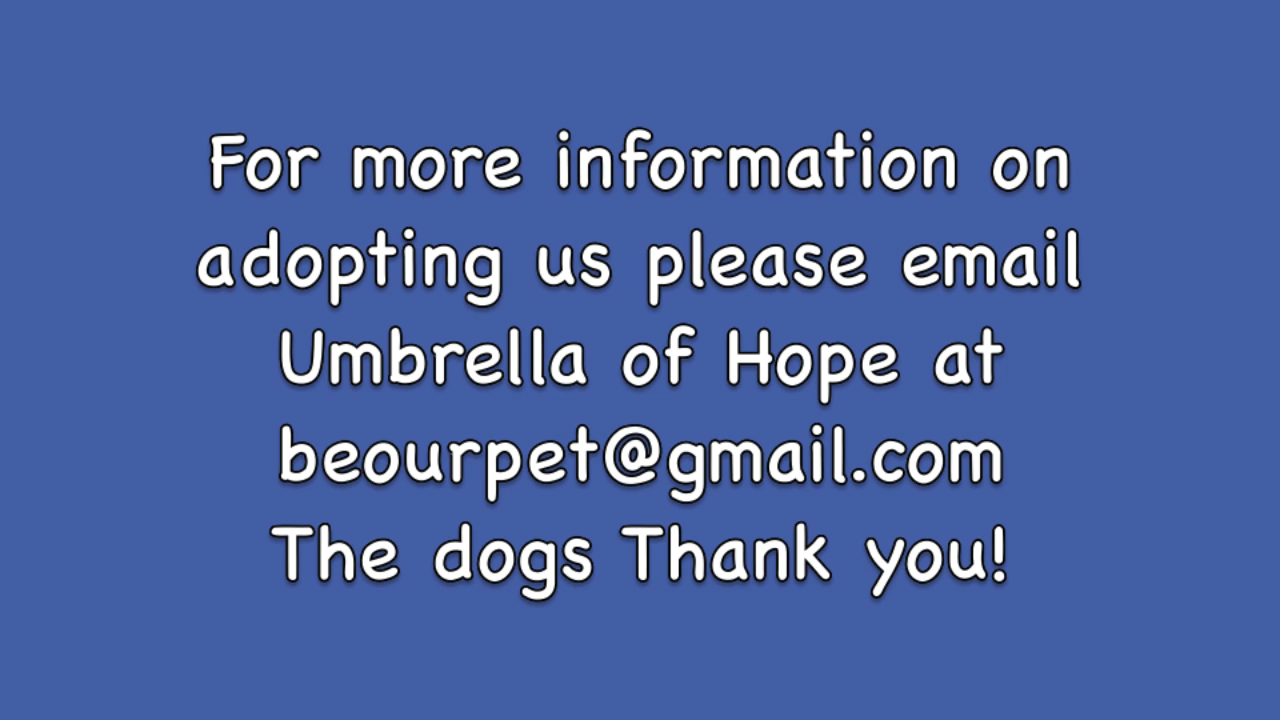 For more information on
adopting us please email
Umbrella of Hope at
beourpet@gmail.com
The dogs Thank you!